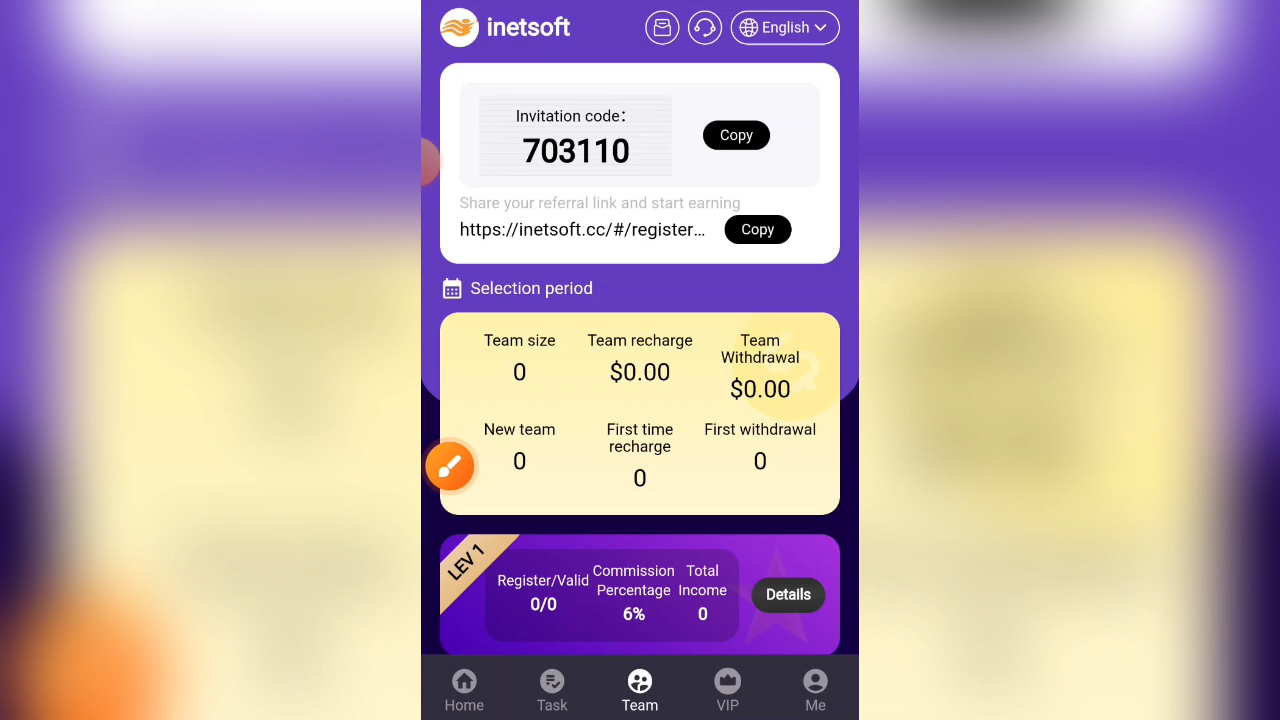 inetsoft
English
Invitation code：
703110
Copy
Share your referral link and start earning
https://inetsoft.cc/#/register...
Copy
Selection period
Team size
0
Team recharge
$0.00
Team
Withdrawal
$0.00
New team
0
First time
recharge
0
First withdrawal
0
LEV 1
Register/Valid
0/0
Commission
Percentage
6%
Total
Income
0
Details
Home
Task
Team
VIP
Me